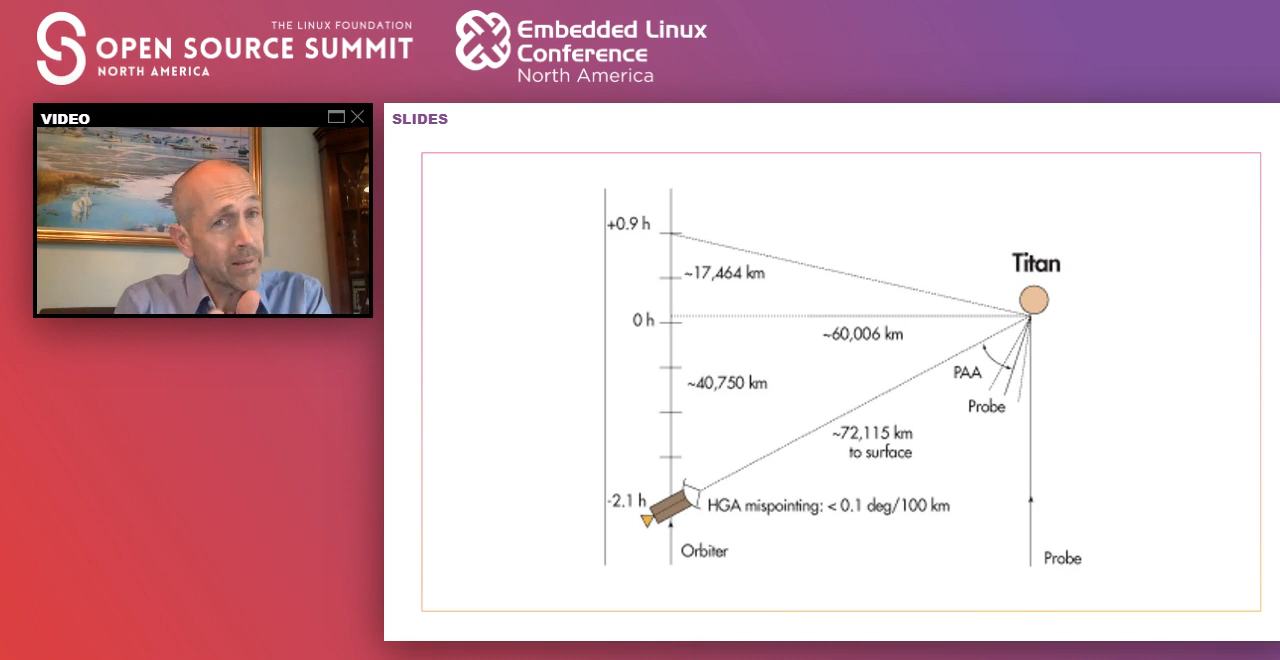 THE LINUX FOUNDATION
OPEN SOURCE SUMMIT
NORTH AMERICA
Embedded Linux
Conference
North America
VIDEO
SLIDES
+0.9 h
~17,464 km
Titan
0 h
~60,006 km
PAA
~40,750 km
Probe
~72,115 km
to surface
-2.1 h
HGA mispointing: < 0.1 deg/100 km
Orbiter
Probe